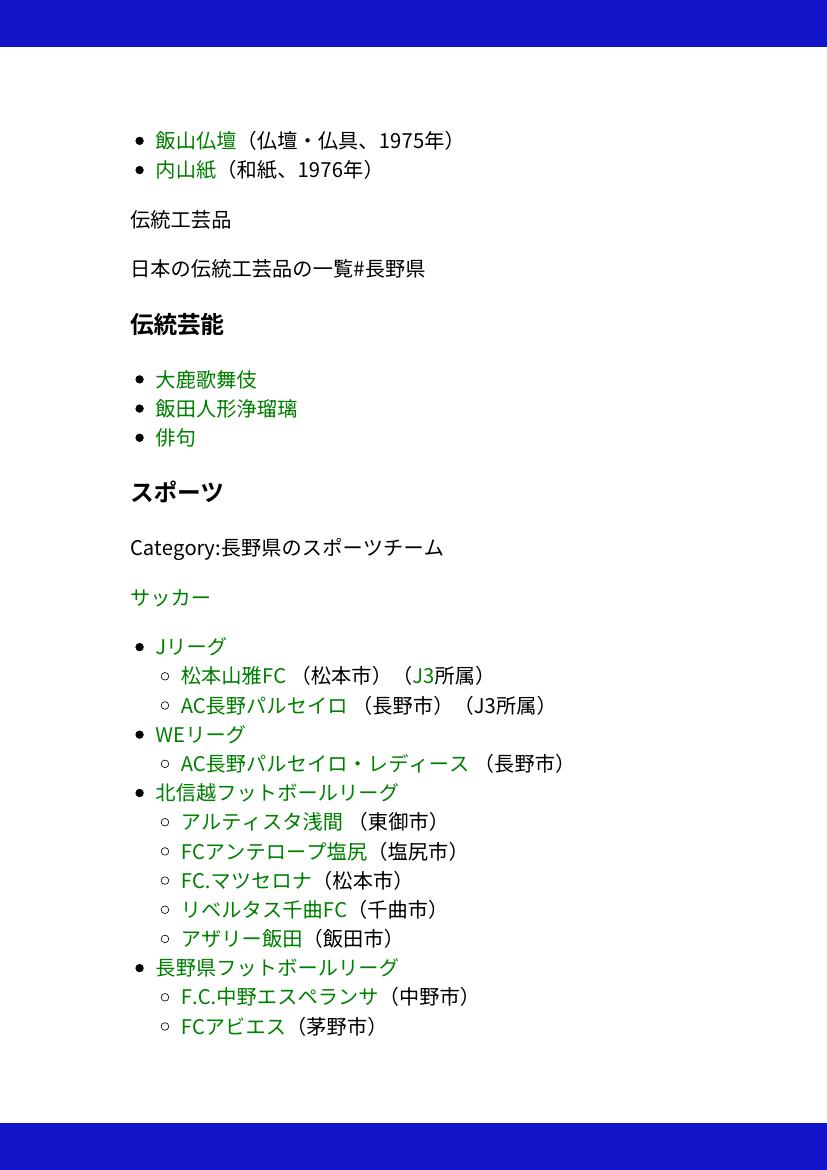 飯山仏壇（仏壇・仏具、1975年）
内山紙（和紙、1976年）
伝統工芸品
日本の伝統工芸品の一覧#長野県
伝統芸能
大鹿歌舞伎
飯田人形浄瑠璃
俳句
スポーツ
Category:長野県のスポーツチーム
サッカー
Jリーグ
松本山雅FC （松本市）（J3所属）
AC長野パルセイロ （長野市）（J3所属）
WEリーグ
AC長野パルセイロ・レディース （長野市）
北信越フットボールリーグ
アルティスタ浅間 （東御市）
FCアンテロープ塩尻（塩尻市）
FC.マツセロナ（松本市）
リベルタス千曲FC（千曲市）
アザリー飯田（飯田市）
長野県フットボールリーグ
F.C.中野エスペランサ（中野市）
FCアビエス（茅野市）